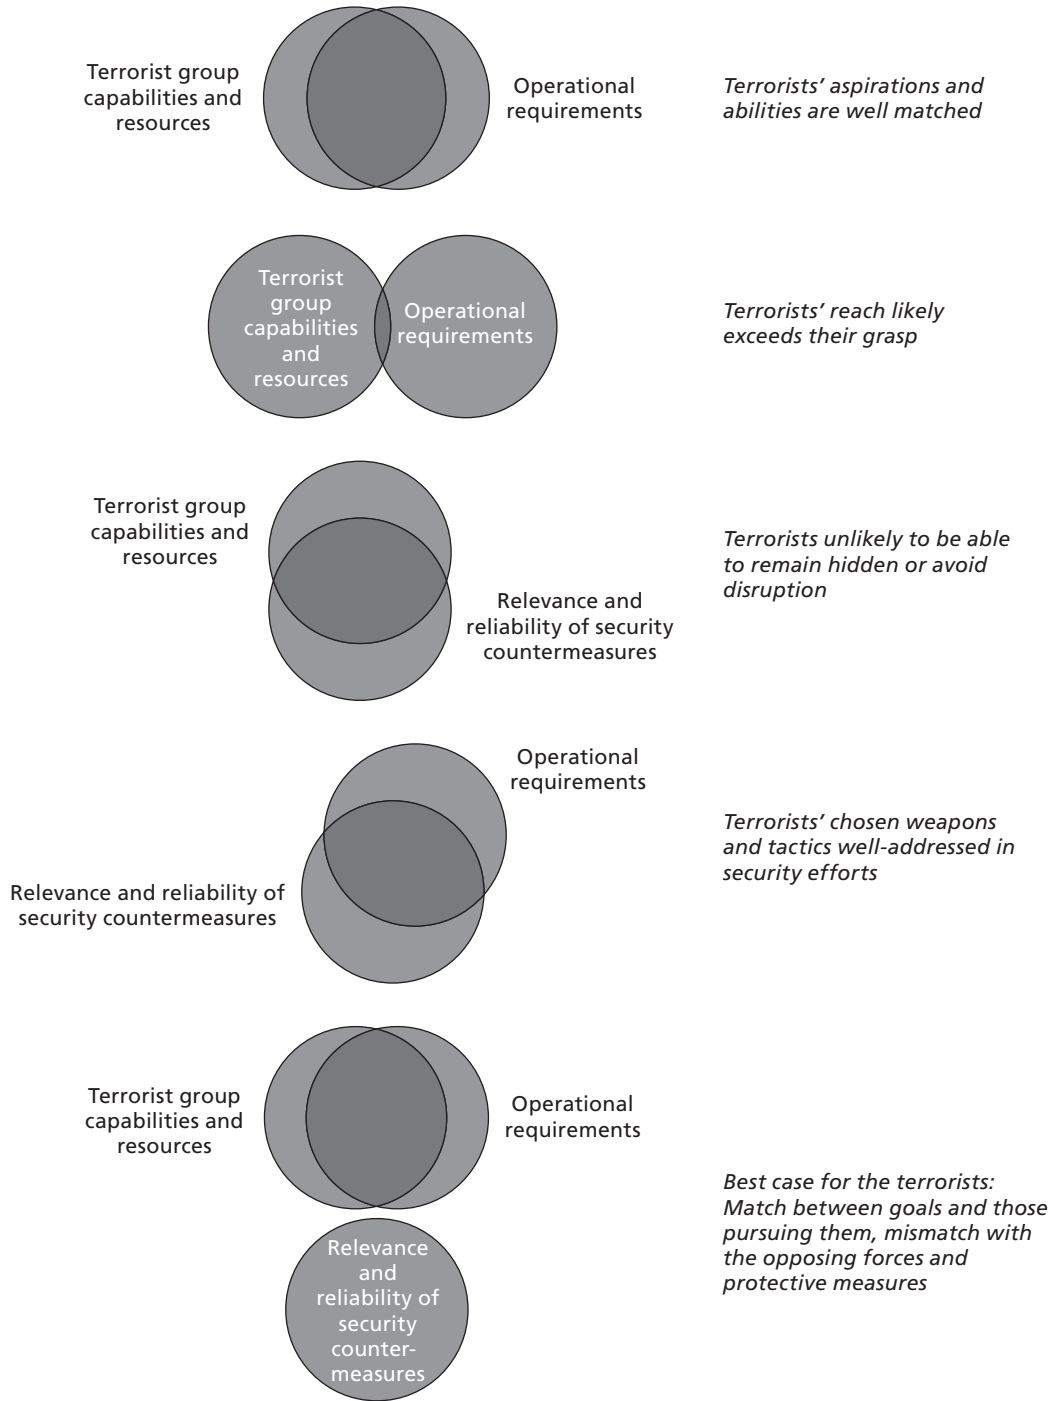 Terrorist group
capabilities and
resources
Operational
requirements
Terrorists’ aspirations and
abilities are well matched
Terrorist
group
capabilities
and
resources
Operational
requirements
Terrorists’ reach likely
exceeds their grasp
Terrorist group
capabilities and
resources
Relevance and
reliability of security
countermeasures
Terrorists unlikely to be able
to remain hidden or avoid
disruption
Operational
requirements
Relevance and reliability of
security countermeasures
Terrorists’ chosen weapons
and tactics well-addressed in
security efforts
Terrorist group
capabilities and
resources
Operational
requirements
Relevance
and
reliability of
security
counter-
measures
Best case for the terrorists:
Match between goals and those
pursuing them, mismatch with
the opposing forces and
protective measures